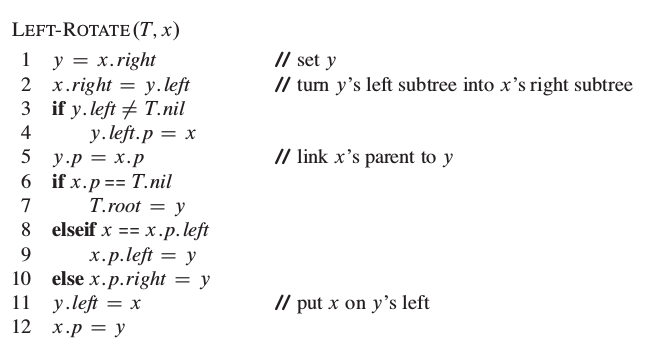 LEFT-ROTATE(T, x)
1 y = x.right // set y
2 x.right = y.left // turn y's left subtree into x's right subtree
3 if y.left ≠ T.nil
4 y.left.p = x
5 y.p = x.p // link x's parent to y
6 if x.p == T.nil
7 T.root = y
8 elseif x == x.p.left
9 x.p.left = y
10 else x.p.right = y
11 y.left = x // put x on y's left
12 x.p = y